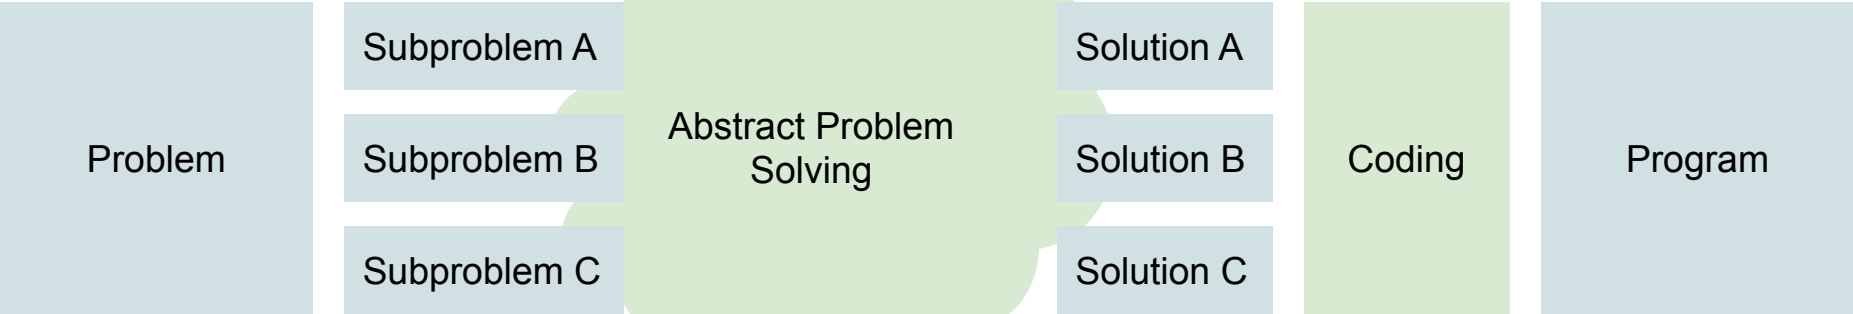 Problem
Subproblem A
Subproblem B
Subproblem C
Abstract Problem
Solving
Solution A
Solution B
Solution C
Coding
Program